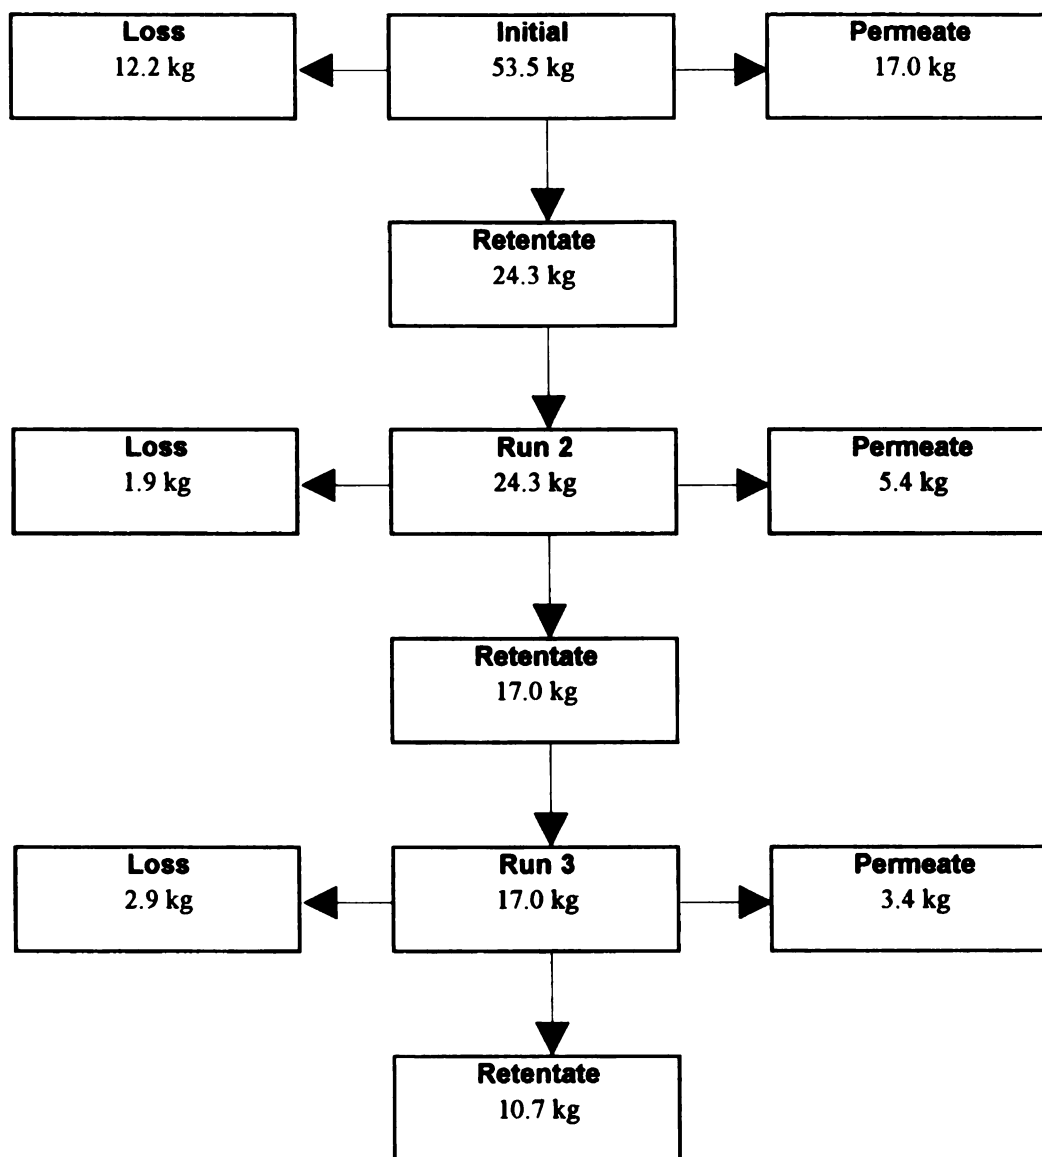 Loss
12.2 kg
Initial
53.5 kg
Permeate
17.0 kg
Retentate
24.3 kg
Loss
1.9 kg
Run 2
24.3 kg
Permeate
5.4 kg
Retentate
17.0 kg
Loss
2.9 kg
Run 3
17.0 kg
Permeate
3.4 kg
Retentate
10.7 kg